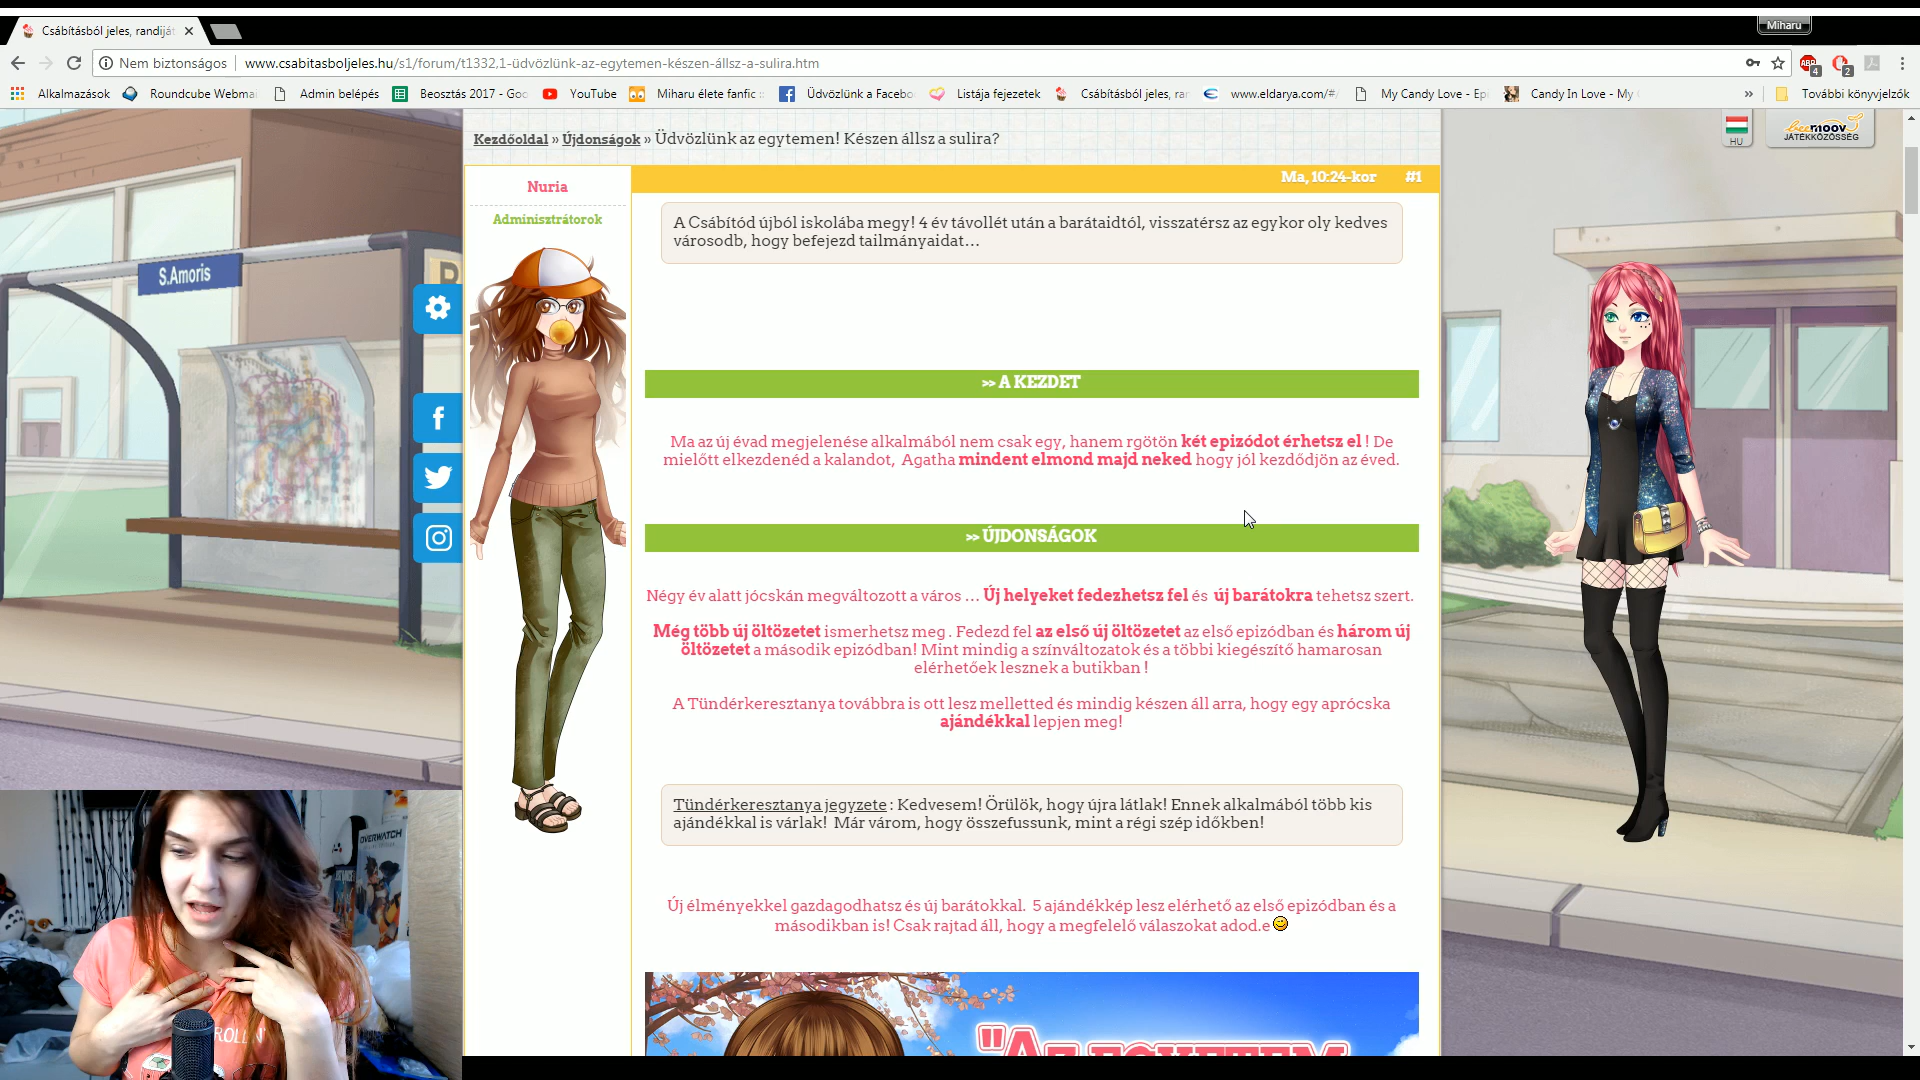 Csábításból jeles, randiját
Miharu
Nem biztonságos
www.csabitasboljeles.hu/s1/forum/t1332,1-üdvözlünk-az-egytemen-készen-állsz-a-sulira.htm
4
2
Alkalmazások
Roundcube Webmai
Admin belépés
Beosztás 2017 - Goo
YouTube
Miharu élete fanfic :
Üdvözlünk a Facebo
Listája fejezetek
Csábításból jeles, ran
www.eldarya.com/#/
My Candy Love - Epi
Candy In Love - My C
»
További könyvjelzők
Kezdőoldal » Újdonságok » Üdvözlünk az egytemen! Készen állsz a sulira?
HU
beemoov
JÁTÉKKÖZÖSSÉG
S.Amoris
Nuria
Adminisztrátorok
Ma, 10:24-kor #1
A Csábítód újból iskolába megy! 4 év távollét után a barátaidtól, visszatérsz az egykor oly kedves
városodb, hogy befejezd tailmányaidat…
>> A KEZDET
Ma az új évad megjelenése alkalmából nem csak egy, hanem rgötön két epizódot érhetsz el ! De
mielőtt elkezdenéd a kalandot, Agatha mindent elmond majd neked hogy jól kezdődjön az éved.
>> ÚJDONSÁGOK
Négy év alatt jócskán megváltozott a város … Új helyeket fedezhetsz fel és új barátokra tehetsz szert.
Még több új öltözetet ismerhetsz meg . Fedezd fel az első új öltözetet az első epizódban és három új
öltözetet a második epizódban! Mint mindig a színváltozatok és a többi kiegészítő hamarosan
elérhetőek lesznek a butikban !
A Tündérkeresztanya továbbra is ott lesz melletted és mindig készen áll arra, hogy egy aprócska
ajándékkal lepjen meg!
Tündérkeresztanya jegyzete : Kedvesem! Örülök, hogy újra látlak! Ennek alkalmából több kis
ajándékkal is várlak! Már várom, hogy összefussunk, mint a régi szép időkben!
Új élményekkel gazdagodhatsz és új barátokkal. 5 ajándékkép lesz elérhető az első epizódban és a
másodikban is! Csak rajtad áll, hogy a megfelelő válaszokat adod.e
"AZ EGYETEM
OVERWATCH